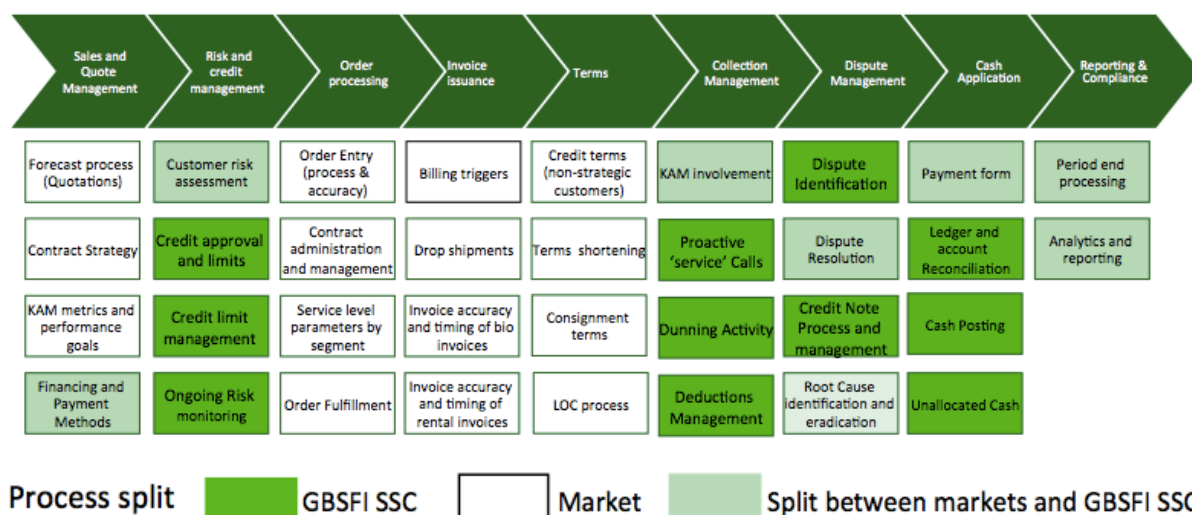 Sales and
Quote
Management
Risk and
credit
management
Order
processing
Invoice
issuance
Terms
Collection
Management
Dispute
Management
Cash
Application
Reporting &
Compliance
Forecast process
(Quotations)
Customer risk
assessment
Order Entry
(process &
accuracy)
Billing triggers
Credit terms
(non-strategic
customers)
KAM involvement
Dispute
Identification
Payment form
Period end
processing
Contract Strategy
Credit approval
and limits
Contract
administration
and management
Drop shipments
Terms shortening
Proactive
‘service’ Calls
Dispute
Resolution
Ledger and
account
Reconciliation
Analytics and
reporting
KAM metrics and
performance
goals
Credit limit
management
Service level
parameters by
segment
Invoice accuracy
and timing of bio
invoices
Consignment
terms
Dunning Activity
Credit Note
Process and
management
Cash Posting
Financing and
Payment
Methods
Ongoing Risk
monitoring
Order Fulfillment
Invoice accuracy
and timing of
rental invoices
LOC process
Deductions
Management
Root Cause
identification and
eradication
Unallocated Cash
Process split
GBSFI SSC
Market
Split between markets and GBSFI SSC